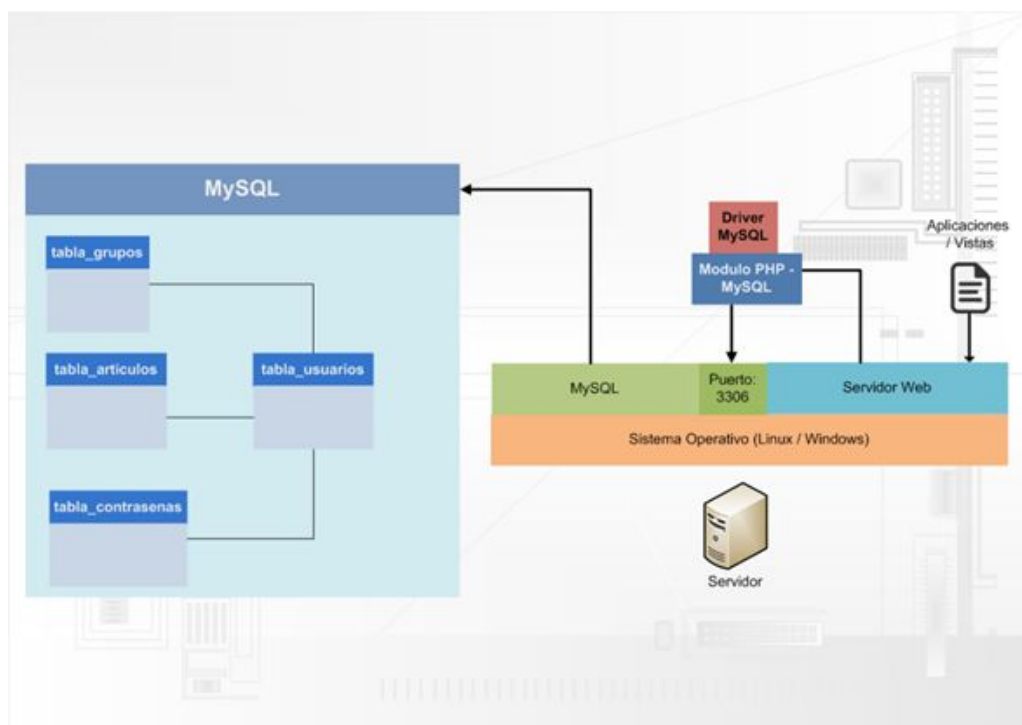 MySQL
tabla_grupos
tabla_articulos
tabla_usuarios
tabla_contrasenas
Driver
MySQL
Modulo PHP -
MySQL
Aplicaciones
/ Vistas
MySQL
Puerto:
3306
Servidor Web
Sistema Operativo (Linux / Windows)
Servidor